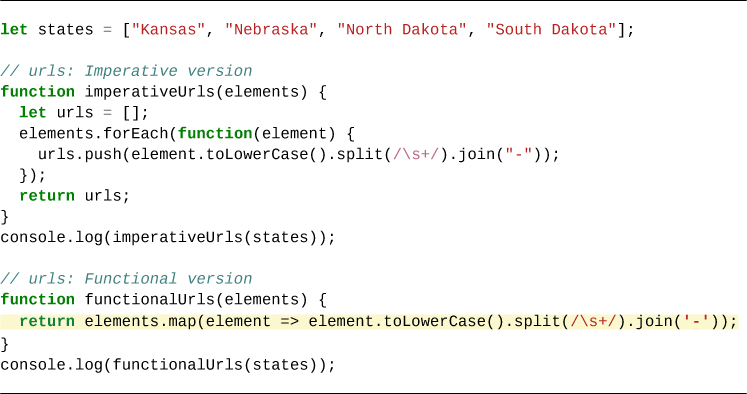 let states = ["Kansas", "Nebraska", "North Dakota", "South Dakota"];
// urls: Imperative version
function imperativeUrls(elements) {
  let urls = [];
  elements.forEach(function(element) {
    urls.push(element.toLowerCase().split(/\s+/).join("-"));
  });
  return urls;
}
console.log(imperativeUrls(states));
// urls: Functional version
function functionalUrls(elements) {
  return elements.map(element => element.toLowerCase().split(/\s+/).join('-'));
}
console.log(functionalUrls(states));